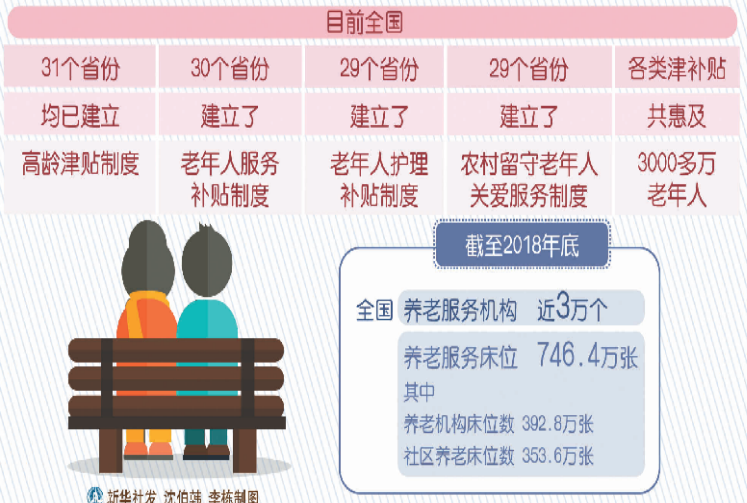 目前全国
31个省份
30个省份
29个省份
29个省份
各类津补贴
均已建立
建立了
建立了
建立了
共惠及
高龄津贴制度
老年人服务
补贴制度
老年人护理
补贴制度
农村留守老年人
关爱服务制度
3000多万
老年人
截至2018年底
全国 养老服务机构 近3万个
养老服务床位 746.4万张
其中
养老机构床位数 392.8万张
社区养老床位数 353.6万张
新华社发 沈伯韩 李栋制图